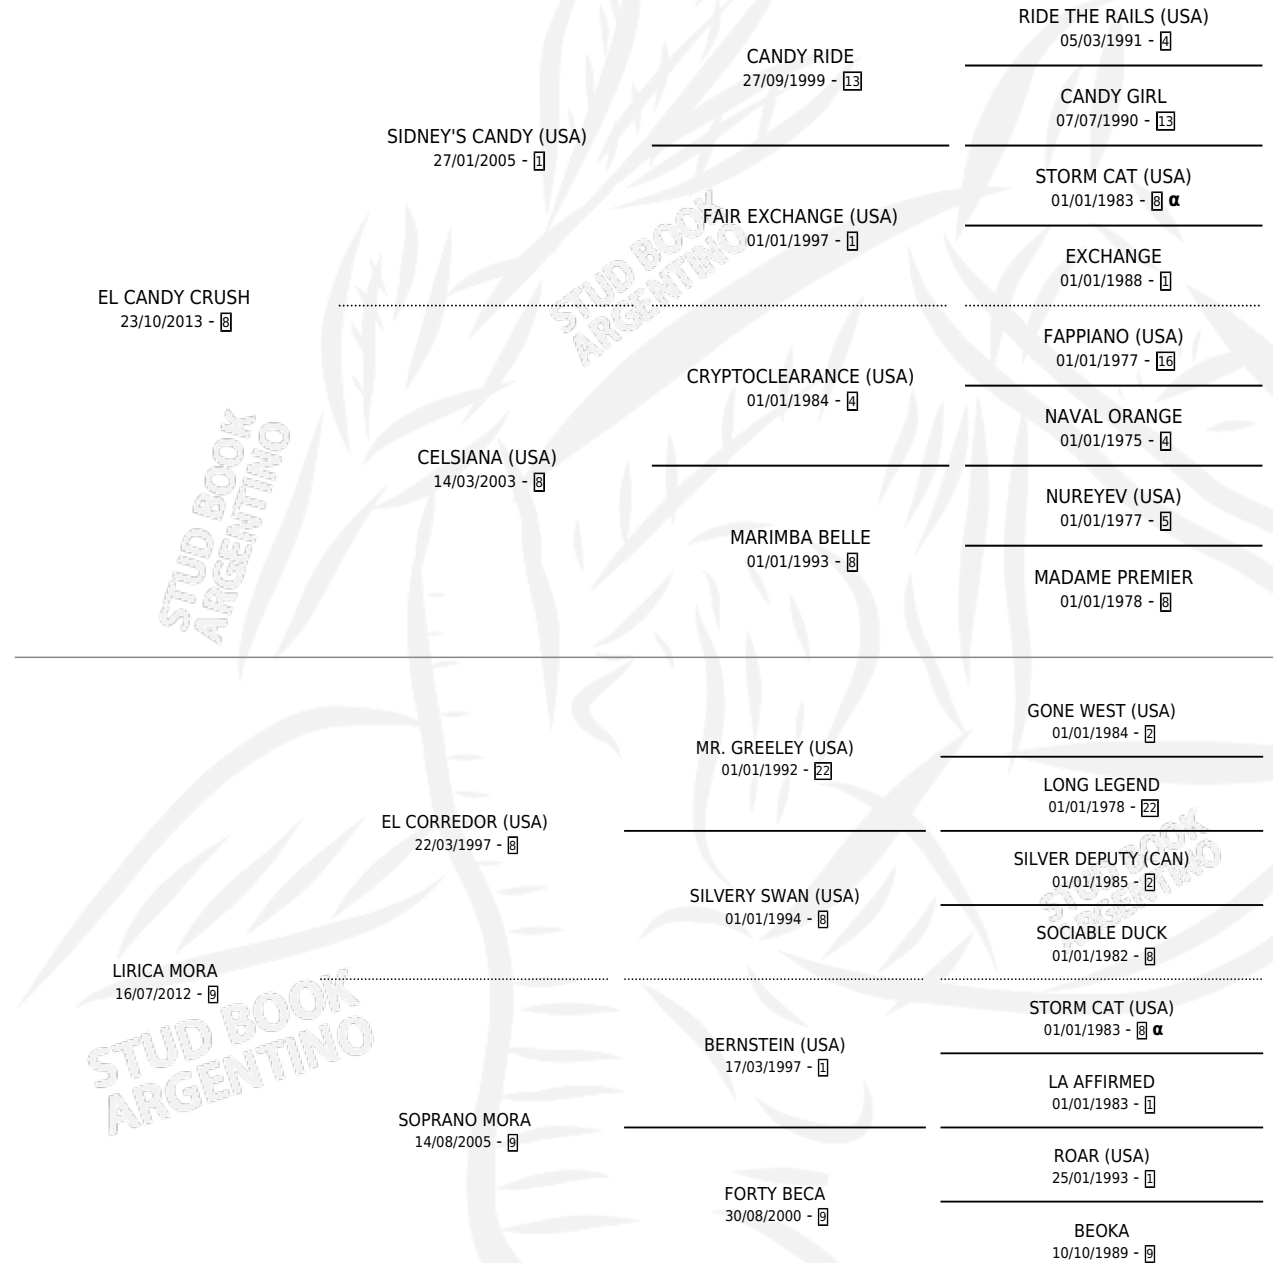 RIDE THE RAILS (USA)
05/03/1991 - 4
CANDY RIDE
27/09/1999 - 13
CANDY GIRL
07/07/1990 - 13
SIDNEY'S CANDY (USA)
27/01/2005 - 1
STORM CAT (USA)
01/01/1983 - 8 α
FAIR EXCHANGE (USA)
01/01/1997 - 1
EXCHANGE
01/01/1988 - 1
EL CANDY CRUSH
23/10/2013 - 8
FAPPIANO (USA)
01/01/1977 - 16
CRYPTOCLEARANCE (USA)
01/01/1984 - 4
NAVAL ORANGE
01/01/1975 - 4
CELSIANA (USA)
14/03/2003 - 8
NUREYEV (USA)
01/01/1977 - 5
MARIMBA BELLE
01/01/1993 - 8
MADAME PREMIER
01/01/1978 - 8
GONE WEST (USA)
01/01/1984 - 2
MR. GREELEY (USA)
01/01/1992 - 22
LONG LEGEND
01/01/1978 - 22
EL CORREDOR (USA)
22/03/1997 - 8
SILVER DEPUTY (CAN)
01/01/1985 - 2
SILVERY SWAN (USA)
01/01/1994 - 8
SOCIABLE DUCK
01/01/1982 - 8
LIRICA MORA
16/07/2012 - 9
STORM CAT (USA)
01/01/1983 - 8 α
BERNSTEIN (USA)
17/03/1997 - 1
LA AFFIRMED
01/01/1983 - 1
SOPRANO MORA
14/08/2005 - 9
ROAR (USA)
25/01/1993 - 1
FORTY BECA
30/08/2000 - 9
BEOKA
10/10/1989 - 9
STUD BOOK
ARGENTINO
STUD BOOK
ARGENTINO
STUD BOOK
ARGENTINO
STUD BOOK
ARGENTINO